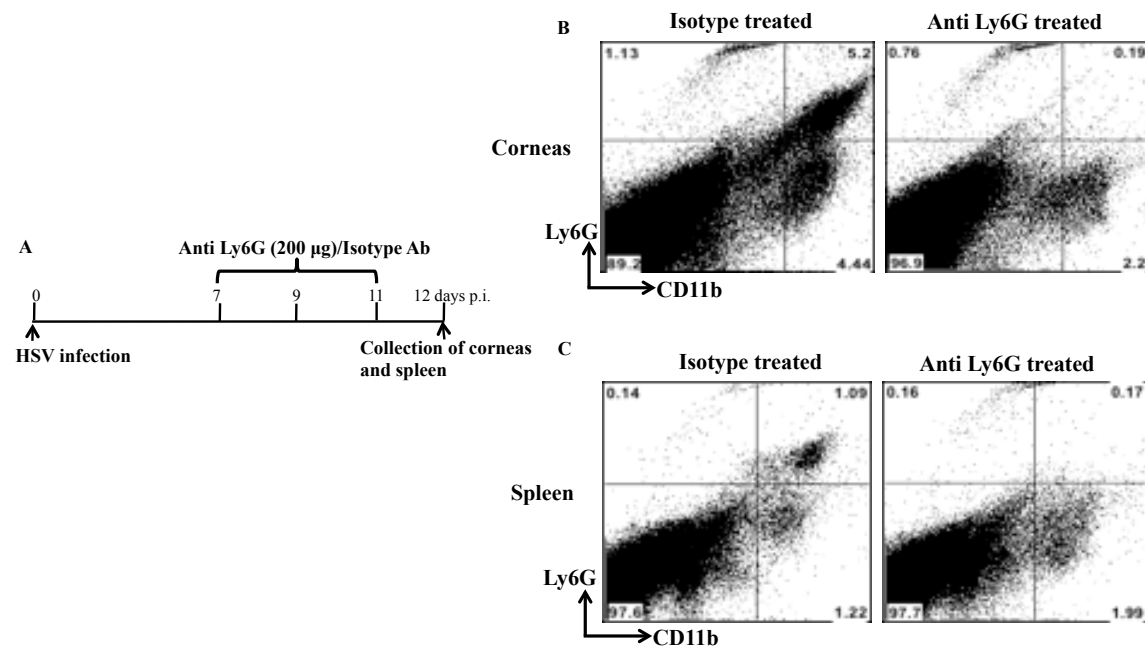 A
Anti Ly6G (200 µg)/Isotype Ab
0
7
9
11
12 days p.i.
HSV infection
Collection of corneas
and spleen
B
Isotype treated
Anti Ly6G treated
Corneas
1.13
5.2
89.2
4.44
0.76
0.19
96.9
2.2
Ly6G
CD11b
C
Isotype treated
Anti Ly6G treated
Spleen
0.14
1.09
97.6
1.22
0.16
0.17
97.7
1.99
Ly6G
CD11b